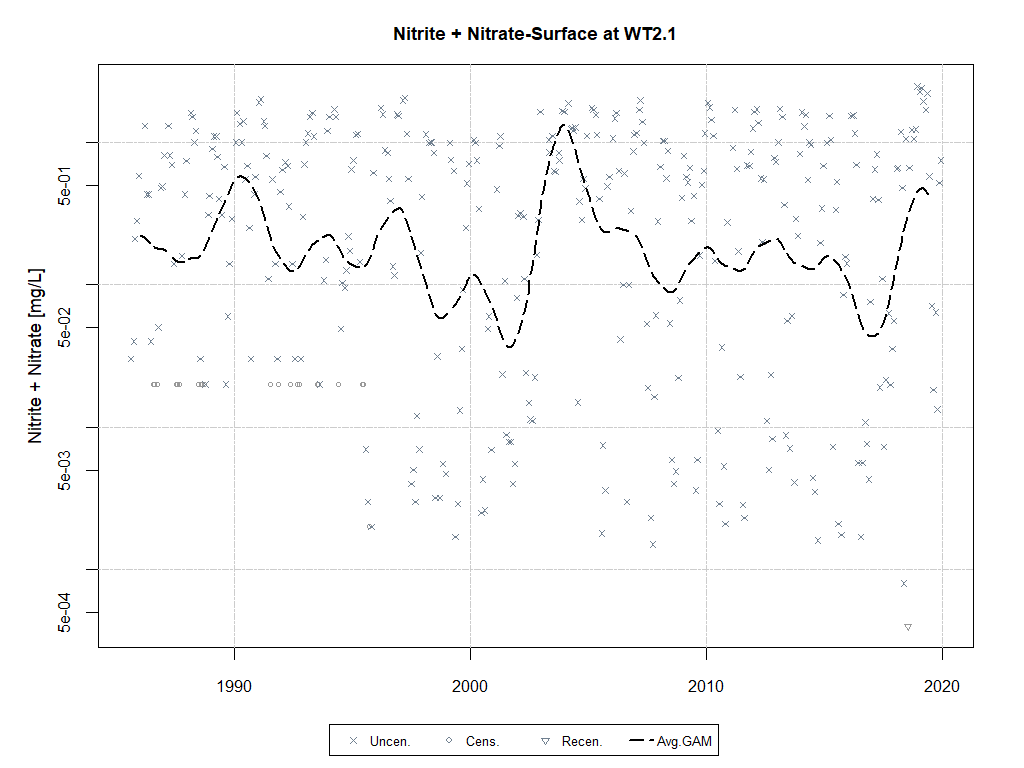 Nitrite + Nitrate-Surface at WT2.1
Nitrite + Nitrate [mg/L]
5e-01
5e-02
5e-03
5e-04
1990
2000
2010
2020
Uncen.
Cens.
Recen.
Avg.GAM